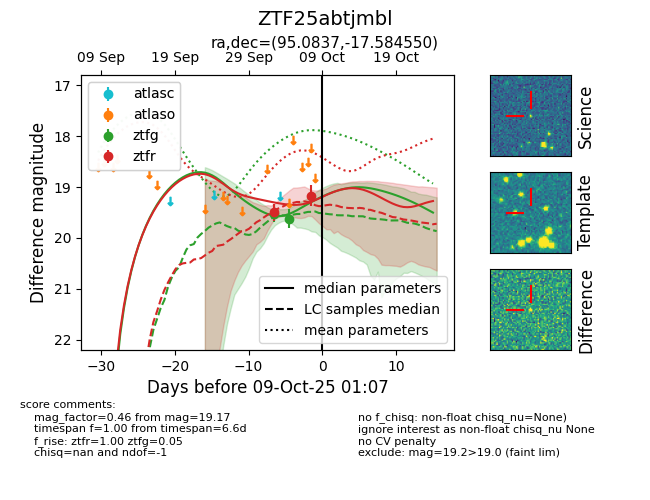 ZTF25abtjmbl
ra,dec=(95.0837,-17.584550)
09 Sep 19 Sep 29 Sep 09 Oct 19 Oct
17
18
19
20
21
22
Difference magnitude
atlasc
atlaso
ztfg
ztfr
median parameters
LC samples median
mean parameters
−30 −20 −10 0 10
Days before 09-Oct-25 01:07
Science
Template
Difference
score comments:
mag_factor=0.46 from mag=19.17
timespan f=1.00 from timespan=6.6d
f_rise: ztfr=1.00 ztfg=0.05
chisq=nan and ndof=-1
no f_chisq: non-float chisq_nu=None)
ignore interest as non-float chisq_nu None
no CV penalty
exclude: mag=19.2>19.0 (faint lim)